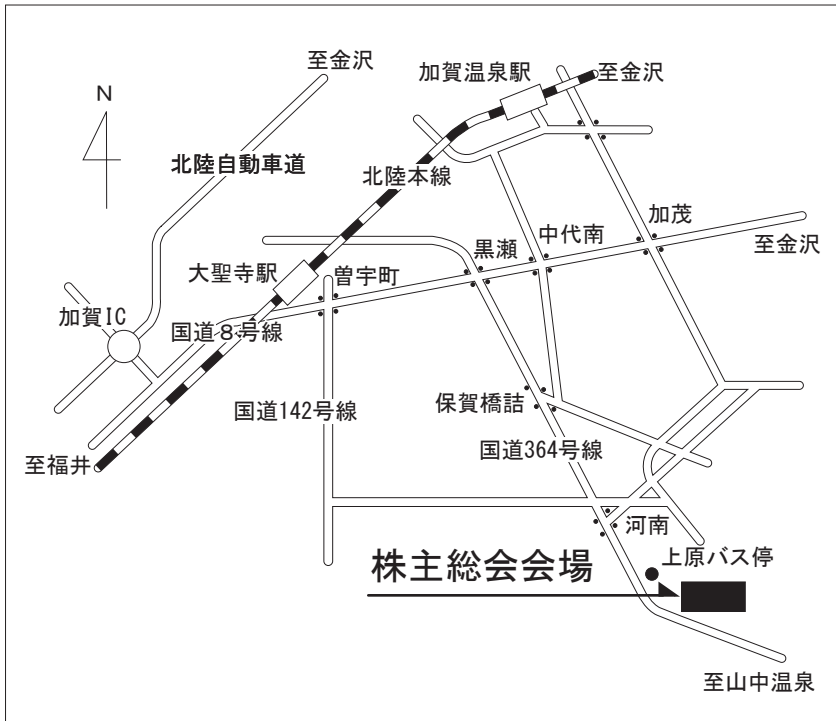 至金沢
加賀温泉駅
至金沢
N
北陸自動車道
北陸本線
加茂
中代南
至金沢
黒瀬
大聖寺駅
曽宇町
加賀IC
国道8号線
保賀橋詰
国道142号線
国道364号線
至福井
河南
上原バス停
株主総会会場
至山中温泉